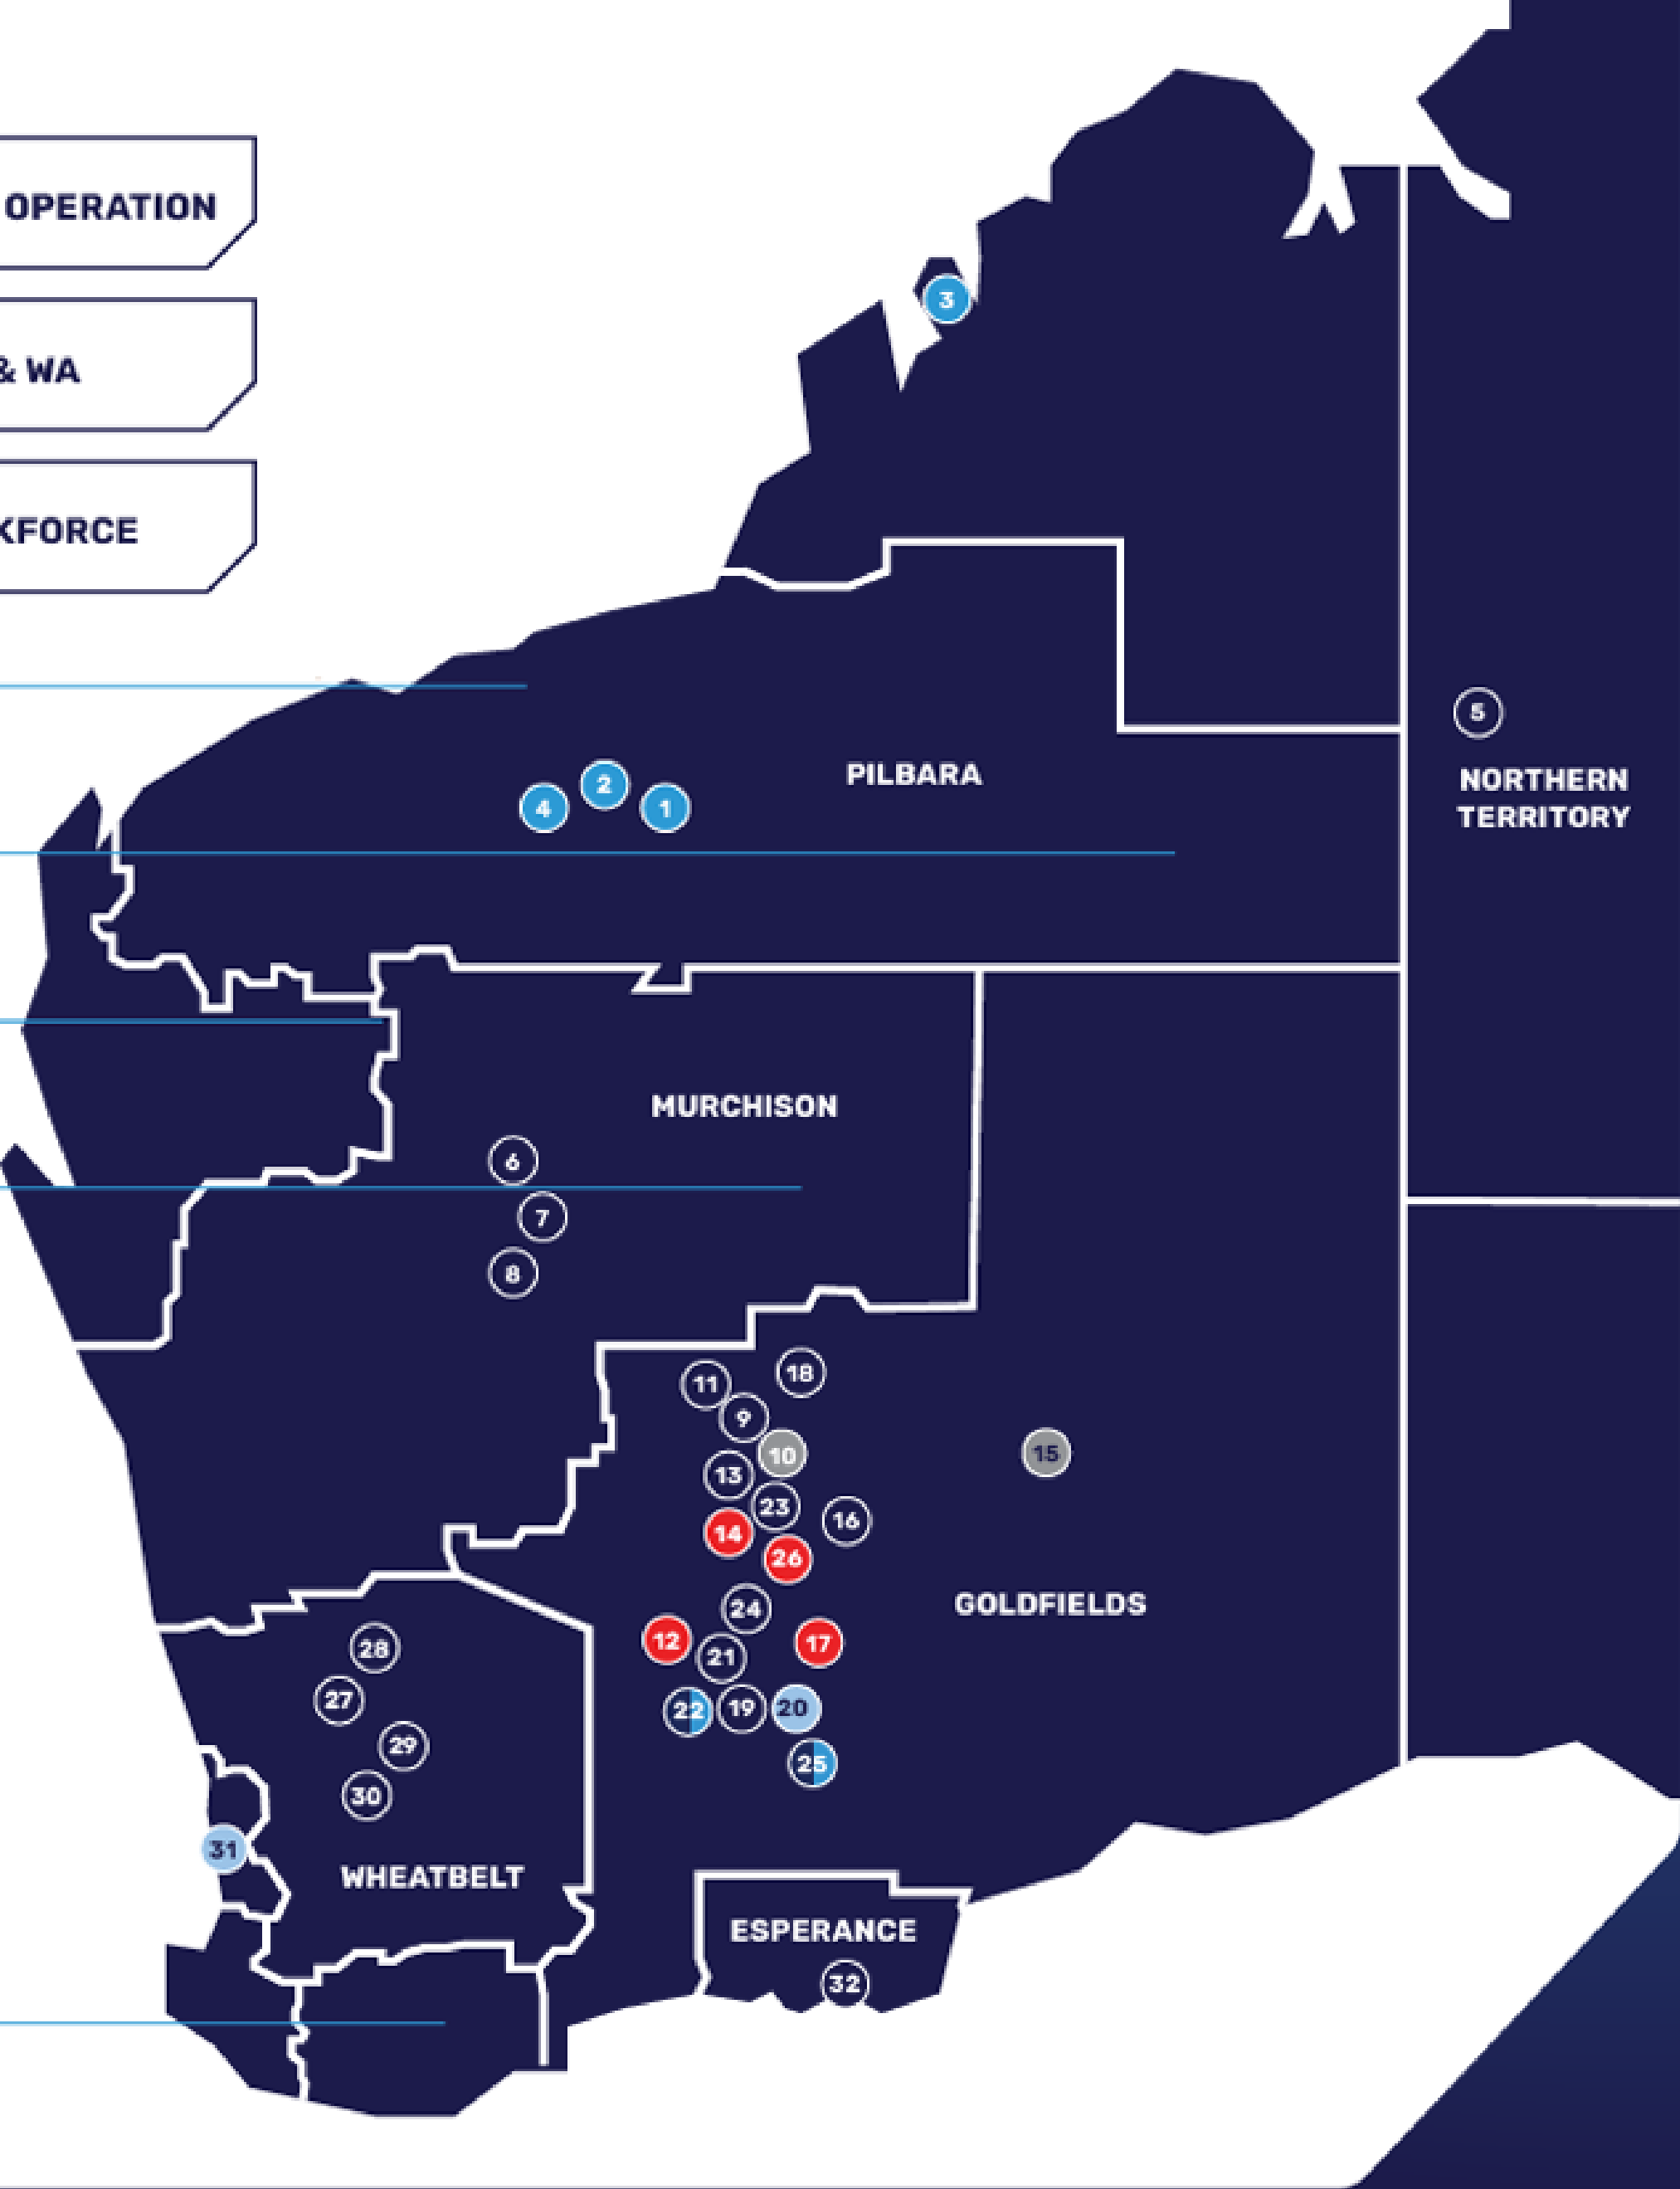 OPERATION
& WA
KFORCE
3
5
NORTHERN
TERRITORY
PILBARA
4 2 1
MURCHISON
6
7
8
11 18
9
10 15
13
23 16
14
26
GOLDFIELDS
24
12 17
21
22 19 20
25
28
27
29
30
31
WHEATBELT
ESPERANCE
32